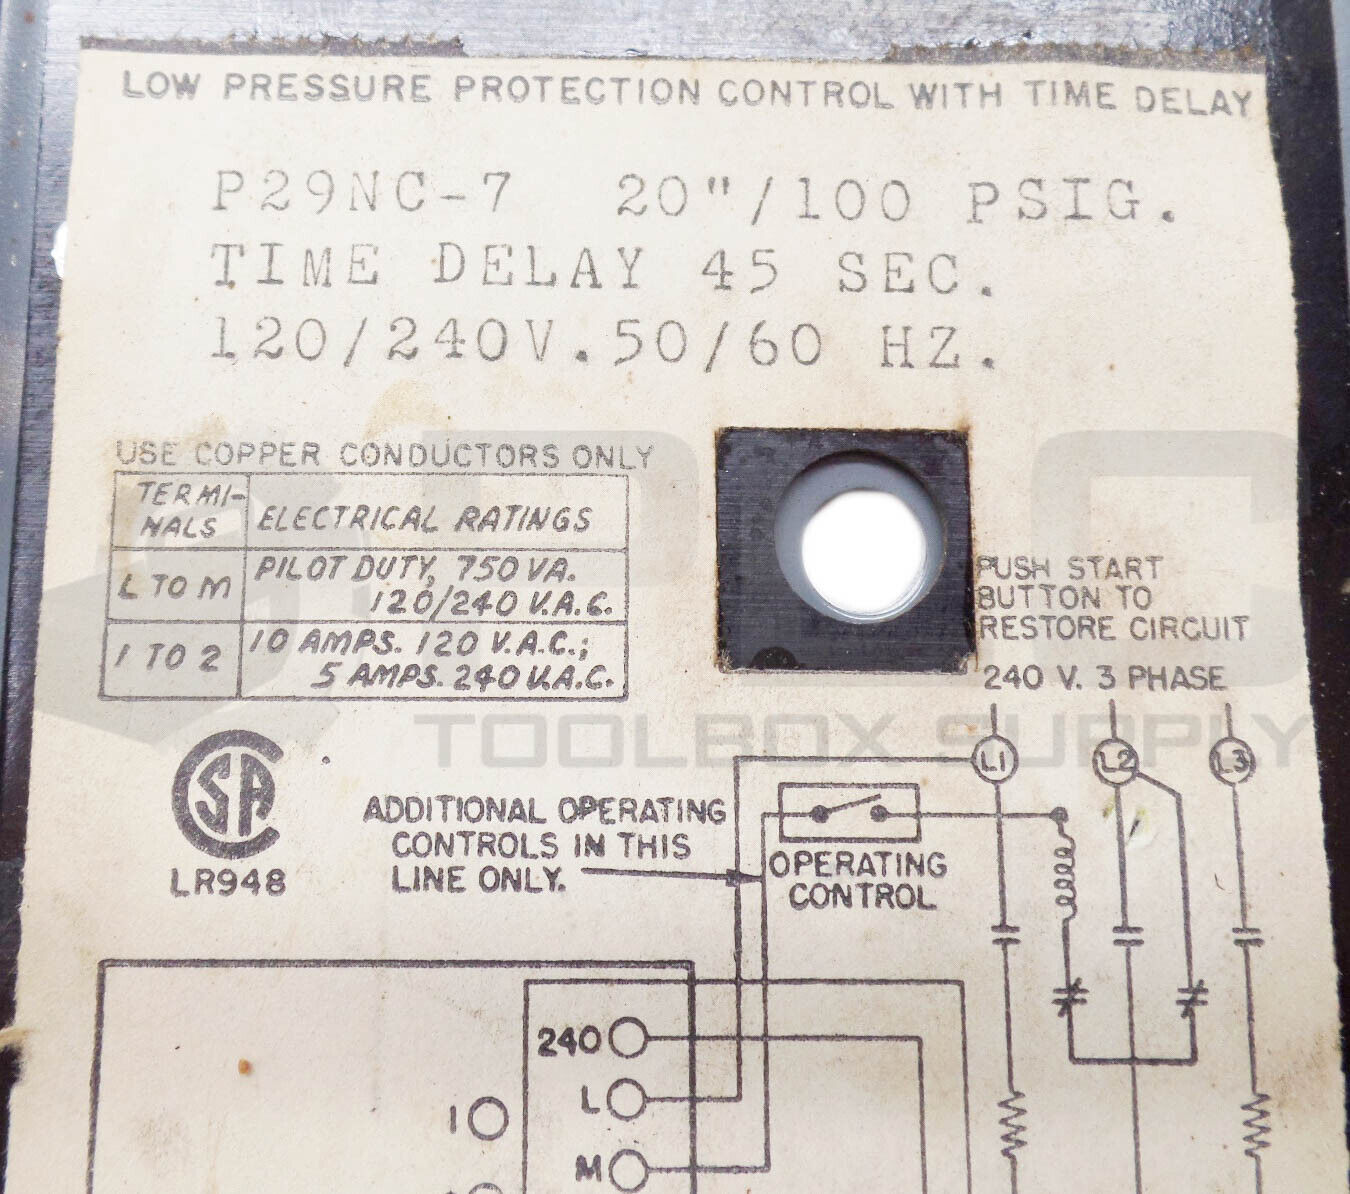 LOW PRESSURE PROTECTION CONTROL WITH TIME DELAY
P29NC-7 20"/100 PSIG.
TIME DELAY 45 SEC.
120/240V.50/60 HZ.
USE COPPER CONDUCTORS ONLY
TERMI-
NALS
ELECTRICAL RATINGS
L TO M
PILOT DUTY, 750 VA.
120/240 V.A.C.
1 TO 2
10 AMPS. 120 V.A.C.;
5 AMPS. 240 V.A.C.
PUSH START
BUTTON TO
RESTORE CIRCUIT
240 V. 3 PHASE
TOOLBOX SUPPLY
L1
L2
L3
SA
LR948
ADDITIONAL OPERATING
CONTROLS IN THIS
LINE ONLY.
OPERATING
CONTROL
240
L
1
M